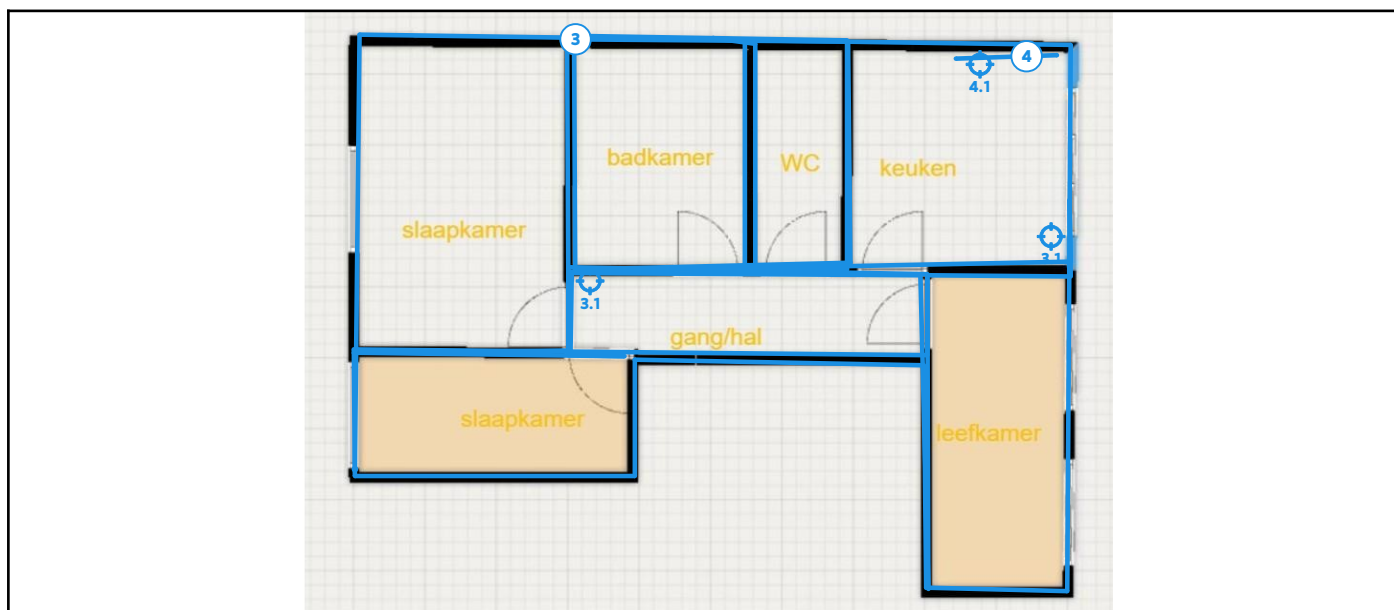 3
4
4.1
badkamer
WC
keuken
slaapkamer
3.1
3.1
gang/hal
slaapkamer
leefkamer